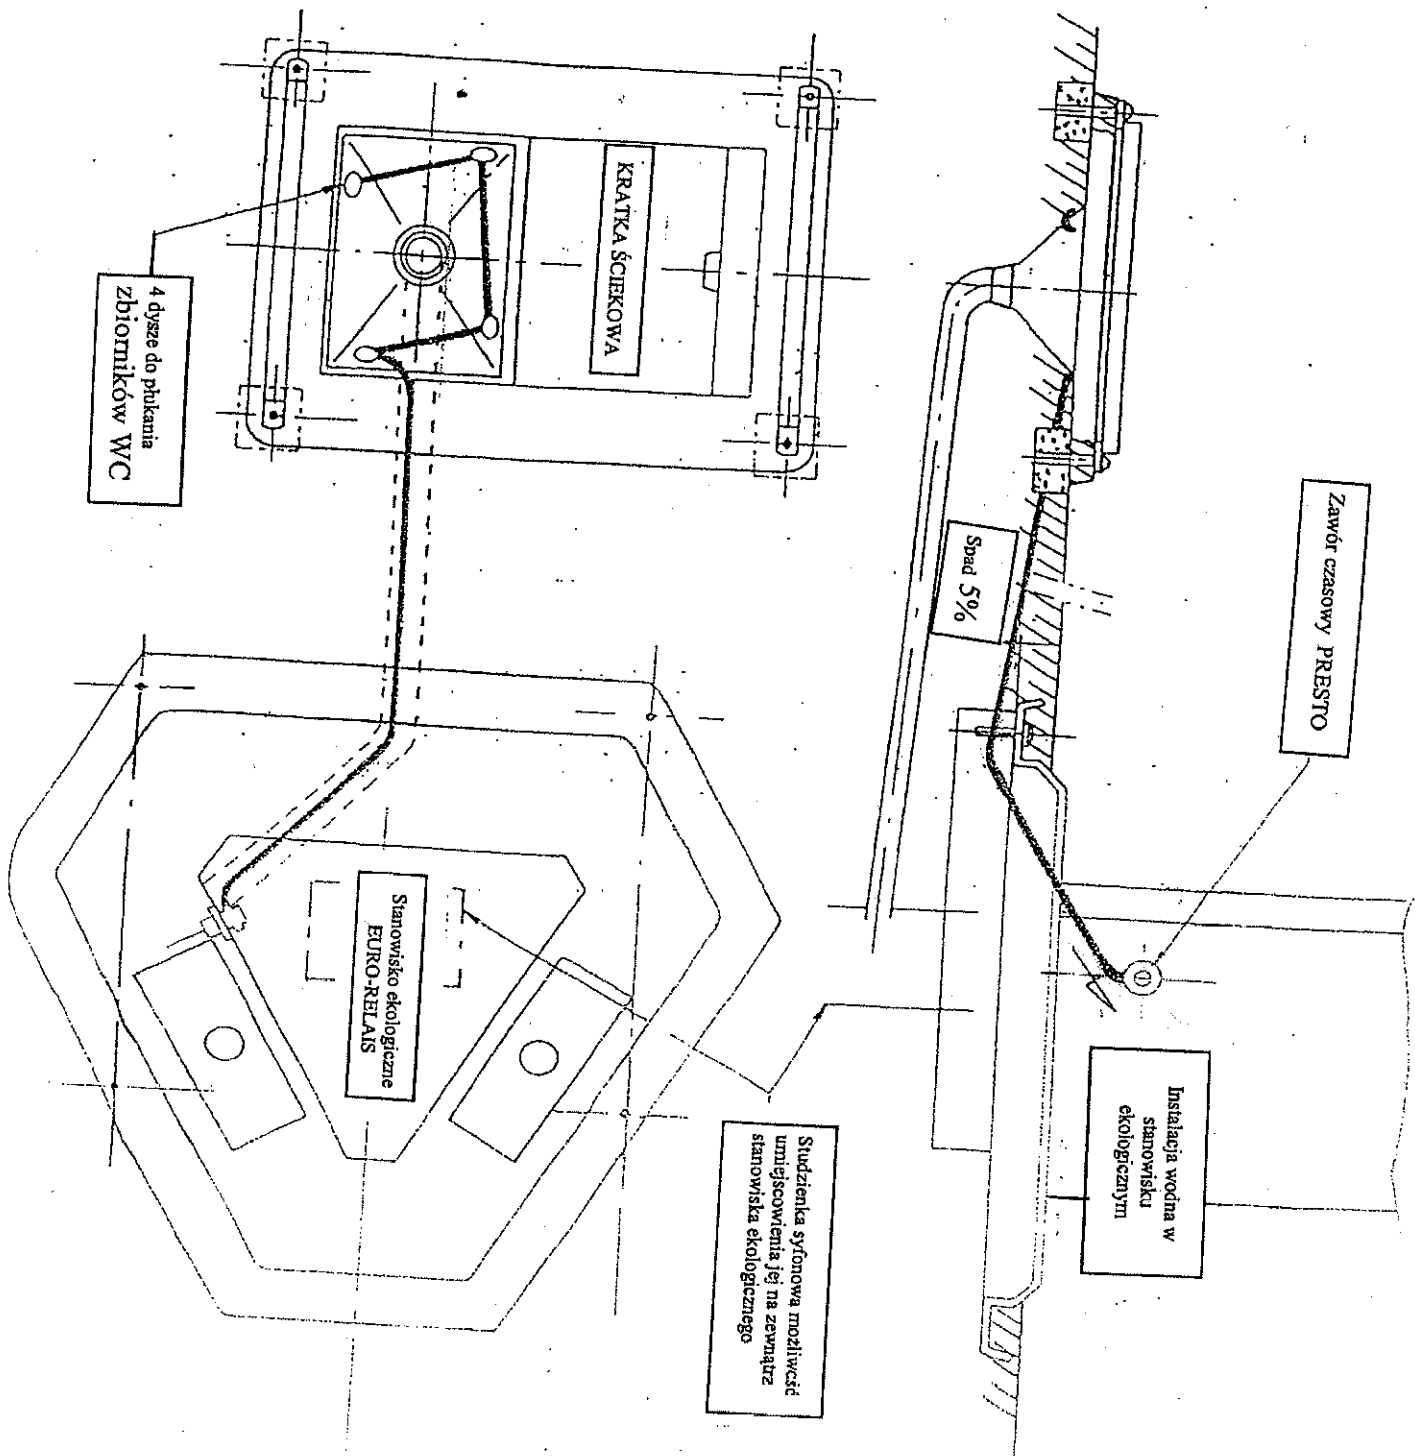 Zawór czasowy PRESTO
Instalacja wodna w
stanowisku
ekologicznym
Spad 5%
KRATKA ŚCIEKOWA
4 dysze do płukania
zbiorników WC
Stanowisko ekologiczne
EURO-RELAIS
Studzienka syfonowa możliwość
umiejscowienia jej na zewnątrz
stanowiska ekologicznego